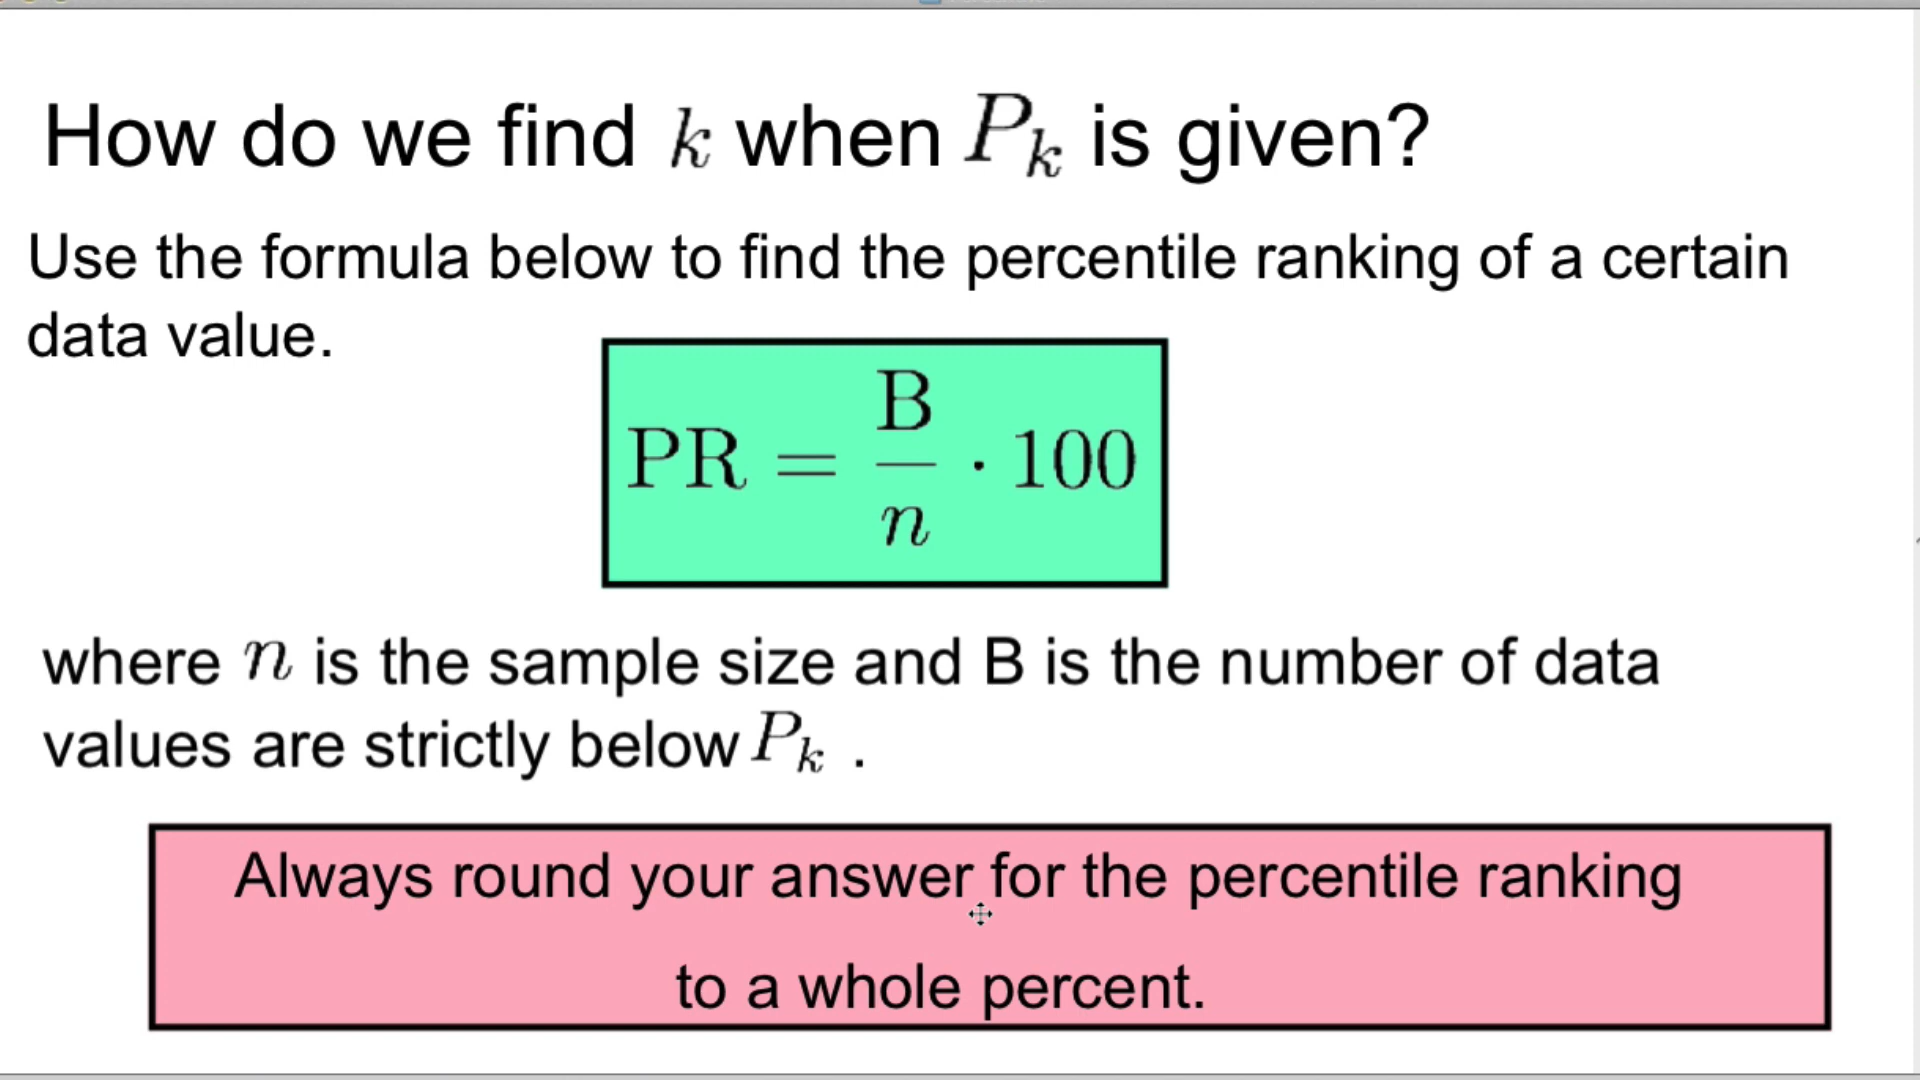 How do we find k when Pₖ is given?
Use the formula below to find the percentile ranking of a certain
data value.
PR = B/n · 100
where n is the sample size and B is the number of data
values are strictly below Pₖ .
Always round your answer for the percentile ranking
to a whole percent.